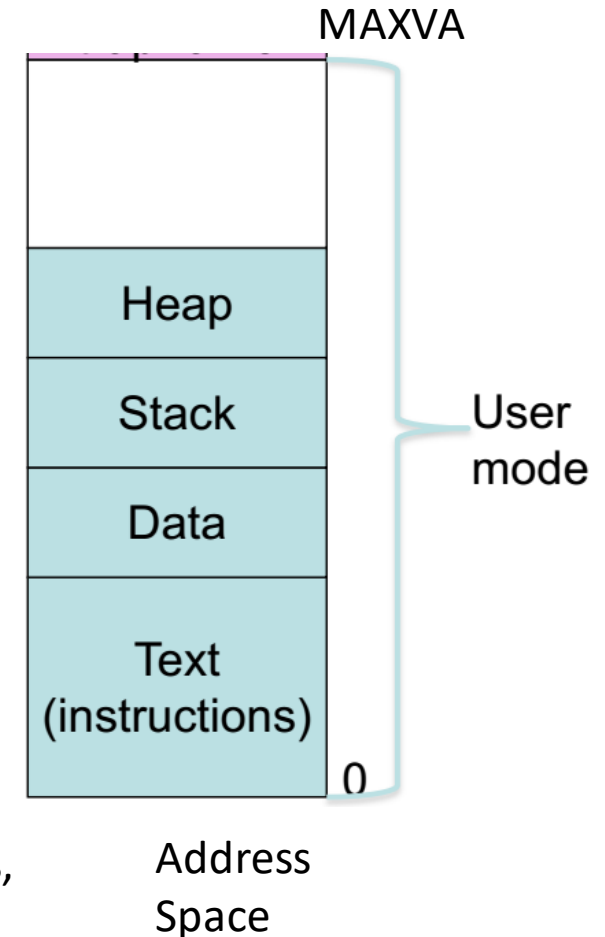 MAXVA
Heap
Stack
User
mode
Data
Text
(instructions)
0
Address
Space